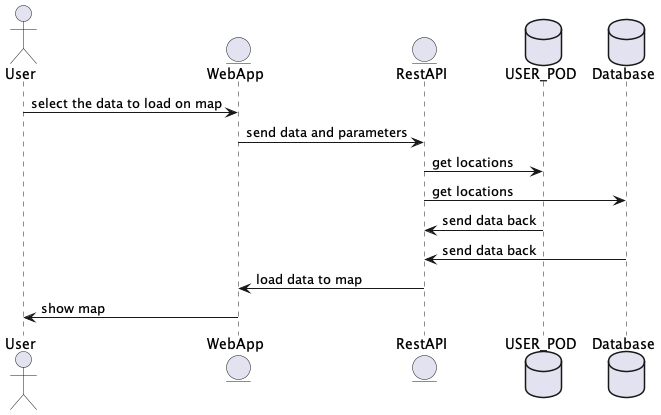 User
WebApp
RestAPI
USER_POD
Database
select the data to load on map
send data and parameters
get locations
get locations
send data back
send data back
load data to map
show map
User
WebApp
RestAPI
USER_POD
Database